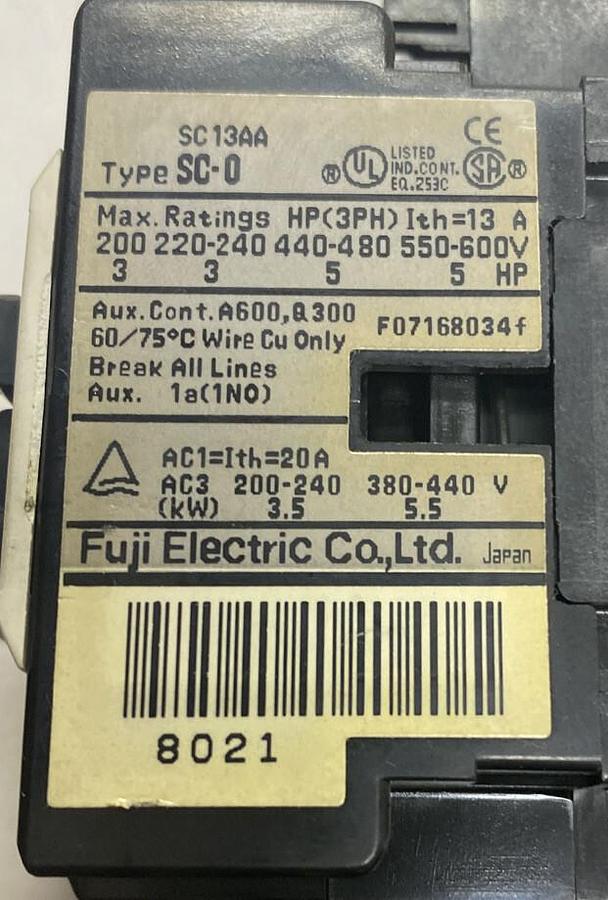 SC13AA
CE
Type SC-0 ® UL LISTED IND.CONT. EQ.253C SA ®
Max.Ratings HP(3PH) Ith=13 A
200 220-240 440-480 550-600V
3 3 5 5 HP
Aux.Cont.A600,Q300
F07168034f
60/75°C Wire Cu Only
Break All Lines
Aux. 1a(1NO)
AC1=Ith=20A
AC3 200-240 380-440 V
(kW) 3.5 5.5
Fuji Electric Co.,Ltd. Japan
8021